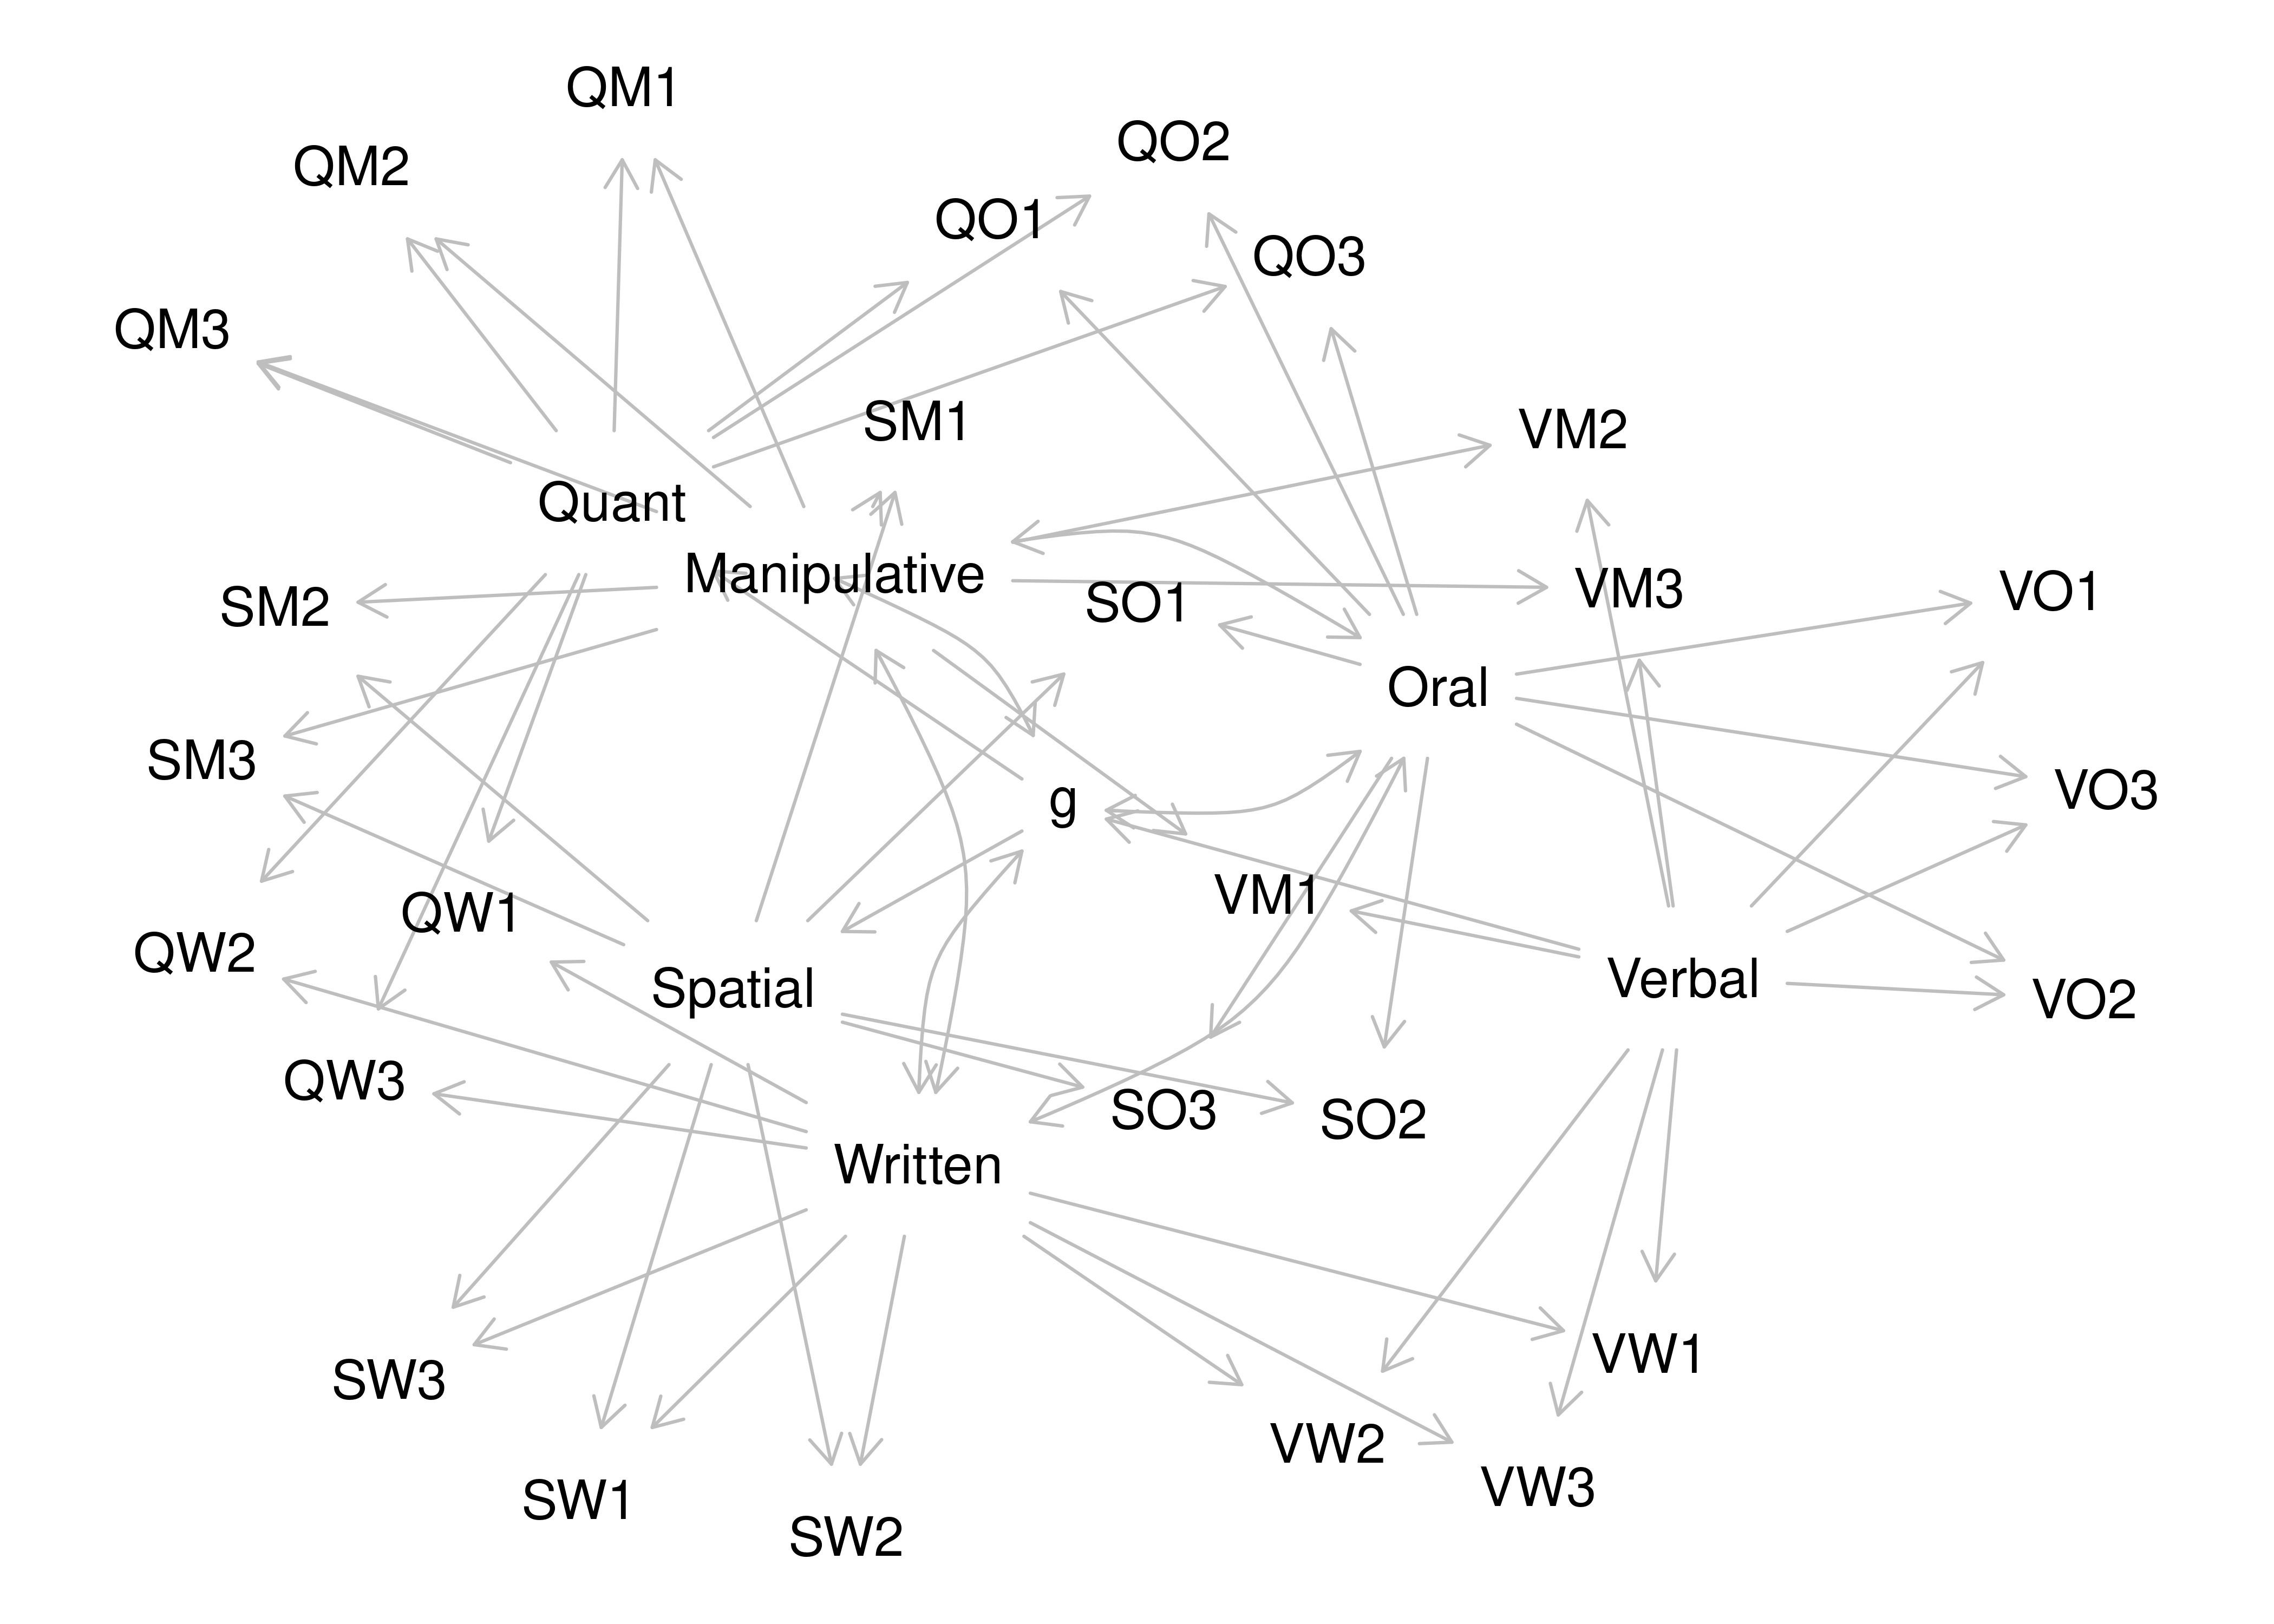 QM1
QO2
QM2
QO1
QO3
QM3
SM1
VM2
Quant
Manipulative
VM3
VO1
SO1
SM2
Oral
SM3
VO3
g
VM1
QW1
QW2
Verbal
Spatial
VO2
QW3
SO3
SO2
Written
VW1
SW3
VW2
VW3
SW1
SW2